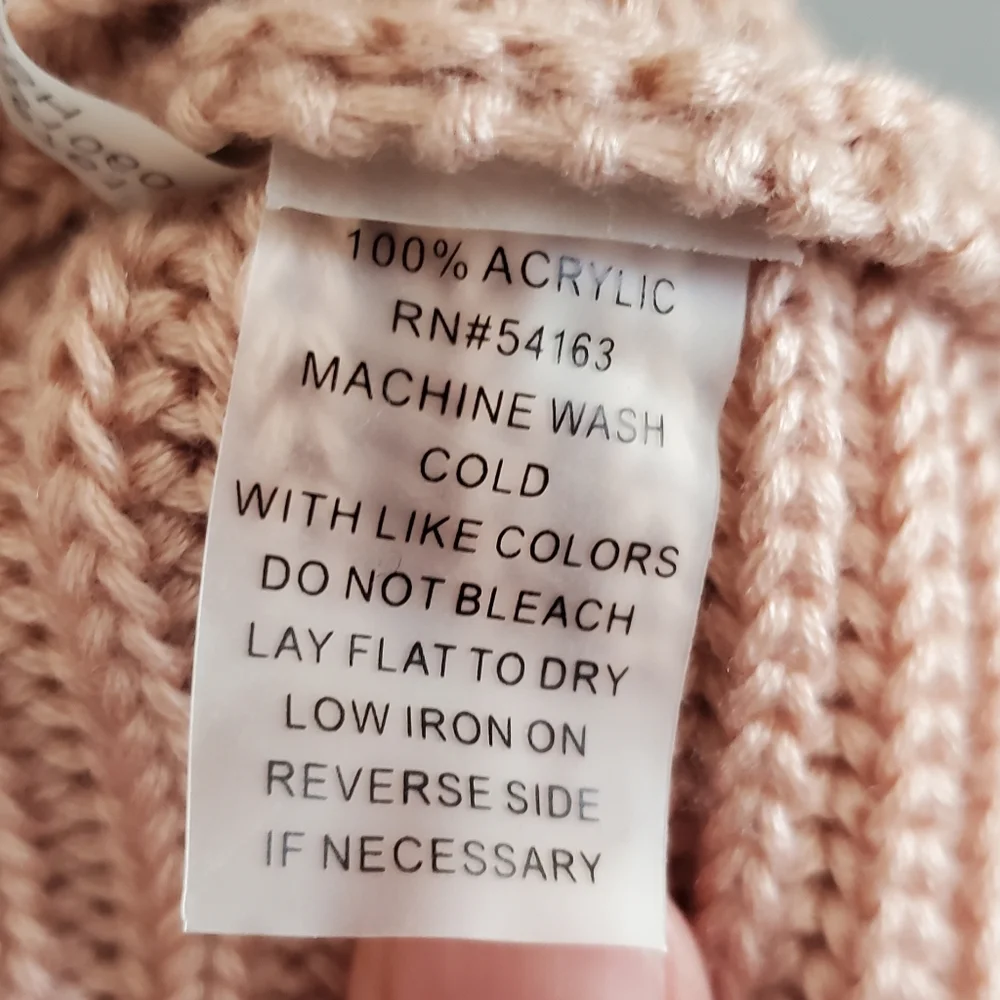 100% ACRYLIC
RN#54163
MACHINE WASH
COLD
WITH LIKE COLORS
DO NOT BLEACH
LAY FLAT TO DRY
LOW IRON ON
REVERSE SIDE
IF NECESSARY